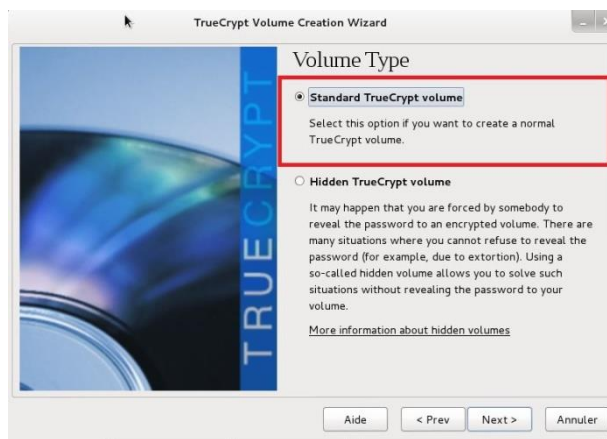 TrueCrypt Volume Creation Wizard
Volume Type
Standard TrueCrypt volume
Select this option if you want to create a normal
TrueCrypt volume.
Hidden TrueCrypt volume
It may happen that you are forced by somebody to
reveal the password to an encrypted volume. There are
many situations where you cannot refuse to reveal the
password (for example, due to extortion). Using a
so-called hidden volume allows you to solve such
situations without revealing the password to your
volume.
More information about hidden volumes
TRUECRYPT
Aide
< Prev
Next >
Annuler